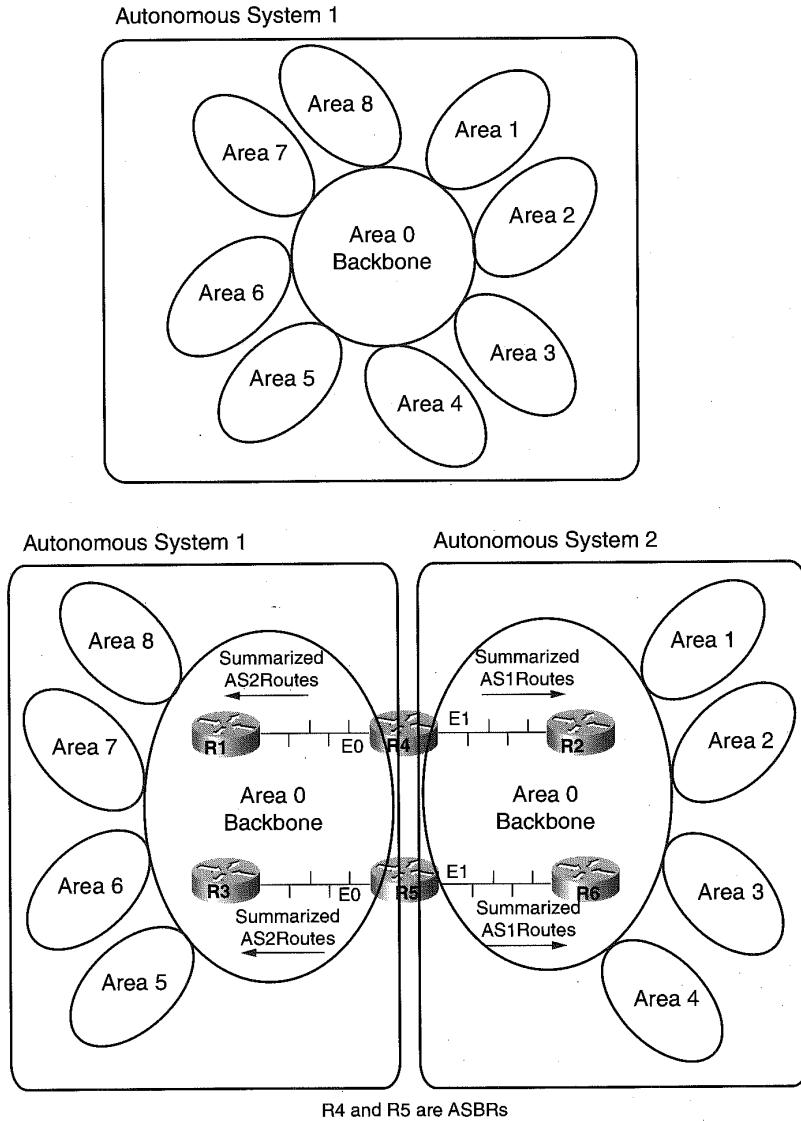 Autonomous System 1
Area 8
Area 1
Area 7
Area 2
Area 0
Backbone
Area 6
Area 3
Area 5
Area 4
Autonomous System 1
Autonomous System 2
Area 8
Summarized
AS2Routes
R1
E0
R4
Area 7
Area 0
Backbone
Area 6
R3
E0
R5
Summarized
AS2Routes
Area 5
Summarized
AS1Routes
E1
R2
Area 1
Area 2
Area 0
Backbone
E1
R6
Summarized
AS1Routes
Area 3
Area 4
R4 and R5 are ASBRs